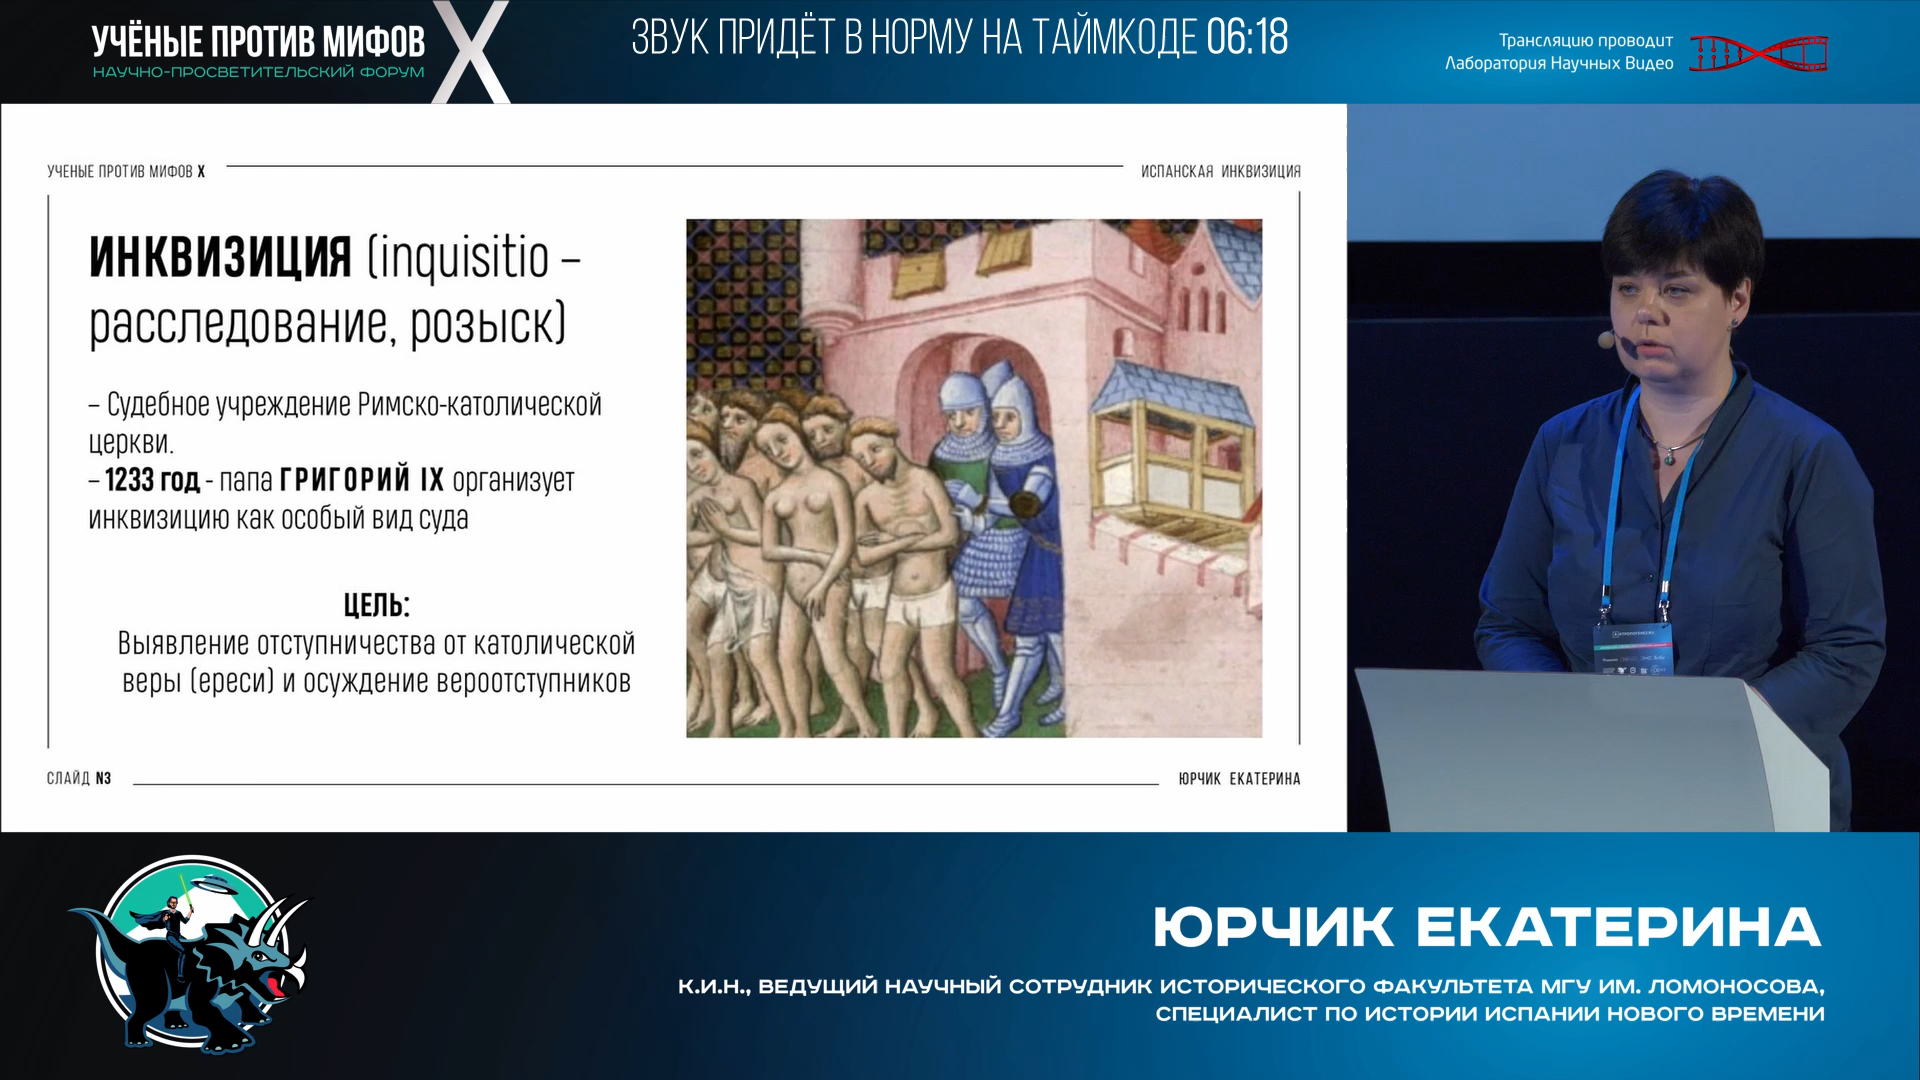 УЧЁНЫЕ ПРОТИВ МИФОВ
НАУЧНО-ПРОСВЕТИТЕЛЬСКИЙ ФОРУМ
X
ЗВУК ПРИДЁТ В НОРМУ НА ТАЙМКОДЕ 06:18
Трансляцию проводит
Лаборатория Научных Видео
УЧЕНЫЕ ПРОТИВ МИФОВ X
ИСПАНСКАЯ ИНКВИЗИЦИЯ
ИНКВИЗИЦИЯ (inquisitio –
расследование, розыск)
– Судебное учреждение Римско-католической
церкви.
– 1233 год - папа ГРИГОРИЙ IX организует
инквизицию как особый вид суда
ЦЕЛЬ:
Выявление отступничества от католической
веры (ереси) и осуждение вероотступников
СЛАЙД N3
ЮРЧИК ЕКАТЕРИНА
ЮРЧИК ЕКАТЕРИНА
К.И.Н., ВЕДУЩИЙ НАУЧНЫЙ СОТРУДНИК ИСТОРИЧЕСКОГО ФАКУЛЬТЕТА МГУ ИМ. ЛОМОНОСОВА,
СПЕЦИАЛИСТ ПО ИСТОРИИ ИСПАНИИ НОВОГО ВРЕМЕНИ